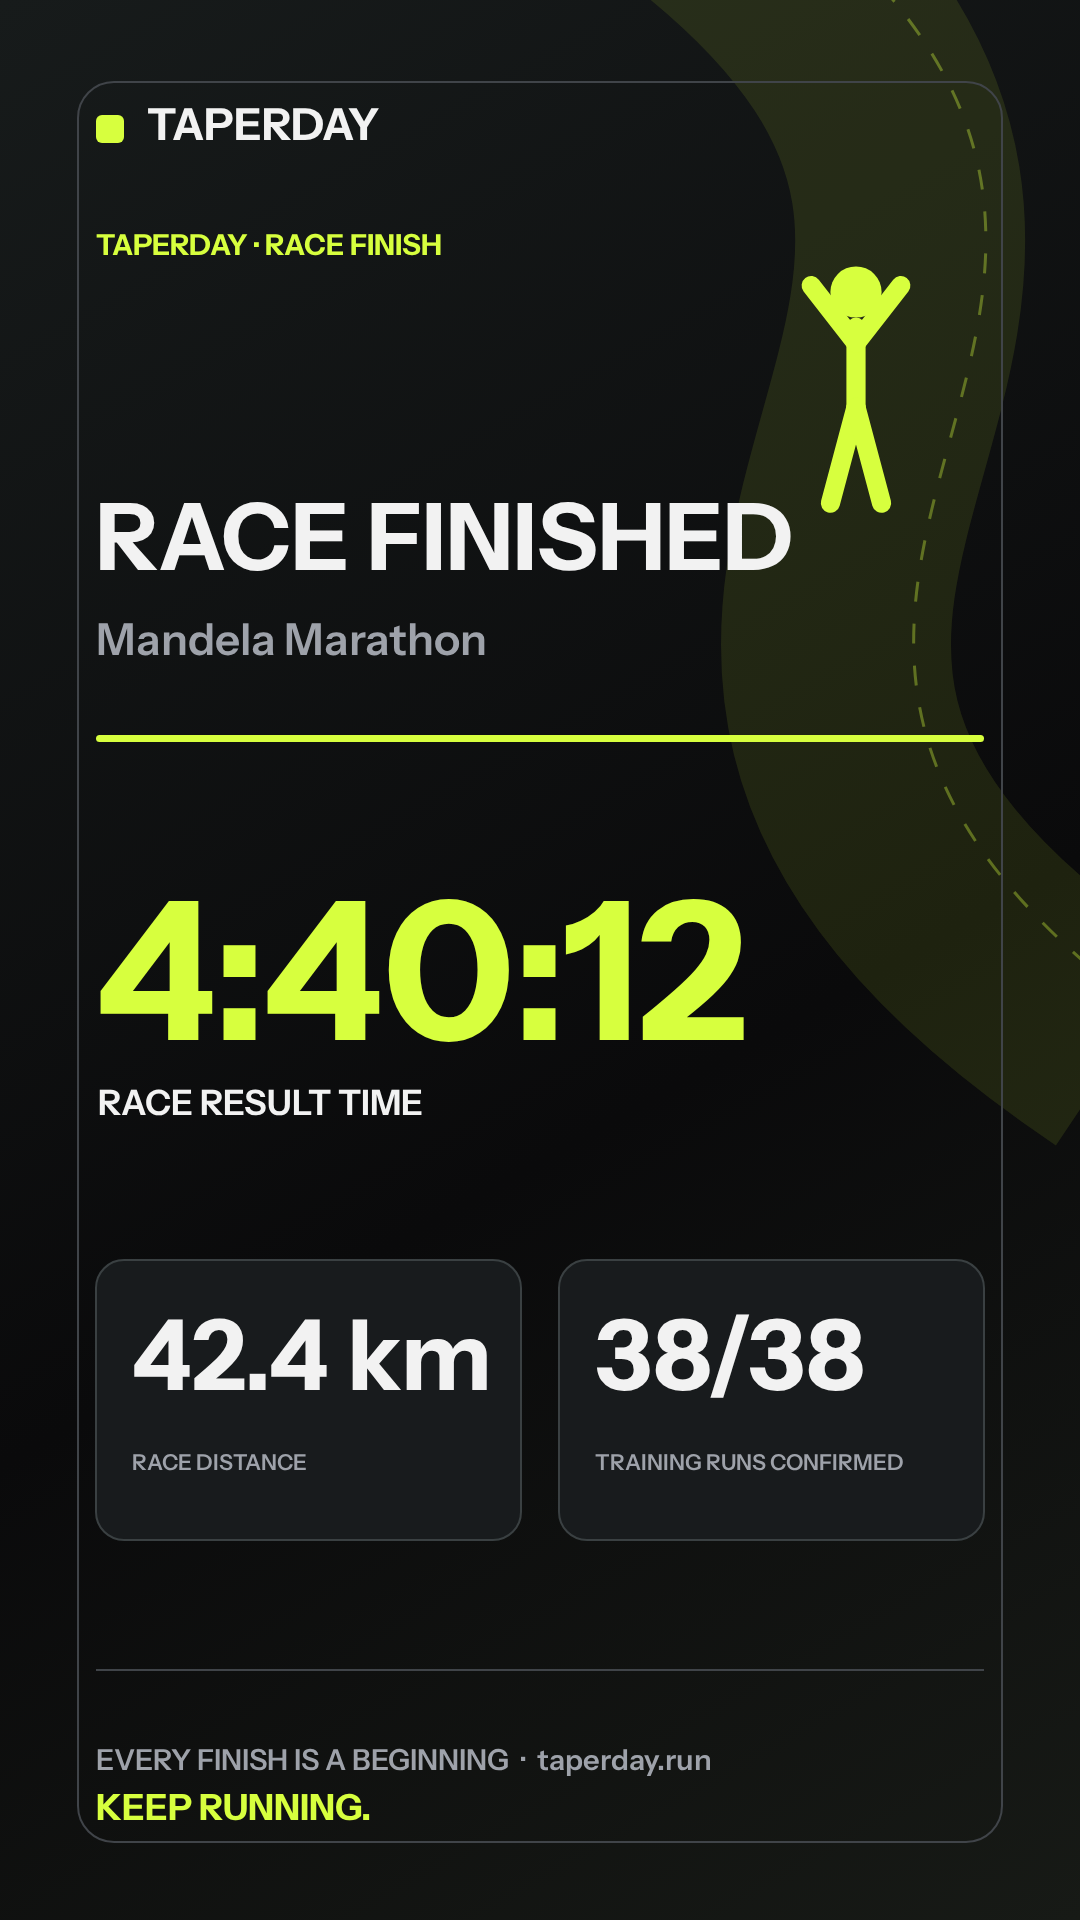 TAPERDAY
TAPERDAY · RACE FINISH
RACE FINISHED
Mandela Marathon
4:40:12
RACE RESULT TIME
42.4 km
RACE DISTANCE
38/38
TRAINING RUNS CONFIRMED
EVERY FINISH IS A BEGINNING · taperday.run
KEEP RUNNING.